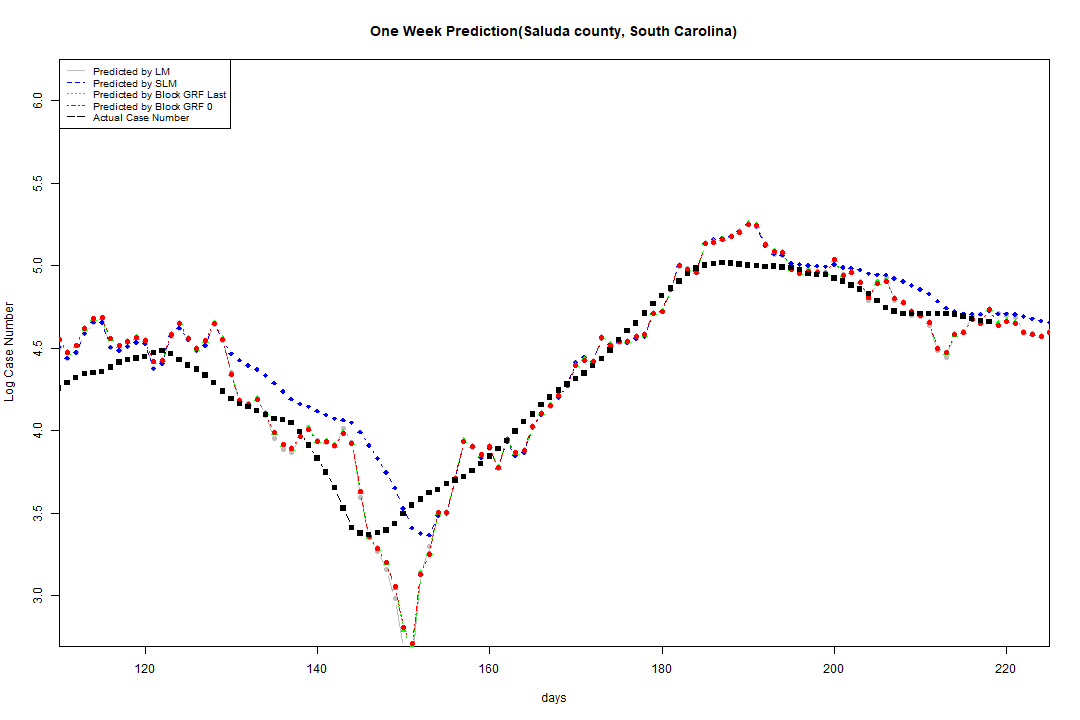 One Week Prediction(Saluda county, South Carolina)
Predicted by LM
Predicted by SLM
Predicted by Block GRF Last
Predicted by Block GRF 0
Actual Case Number
6.0
5.5
5.0
4.5
4.0
3.5
3.0
Log Case Number
120 140 160 180 200 220
days